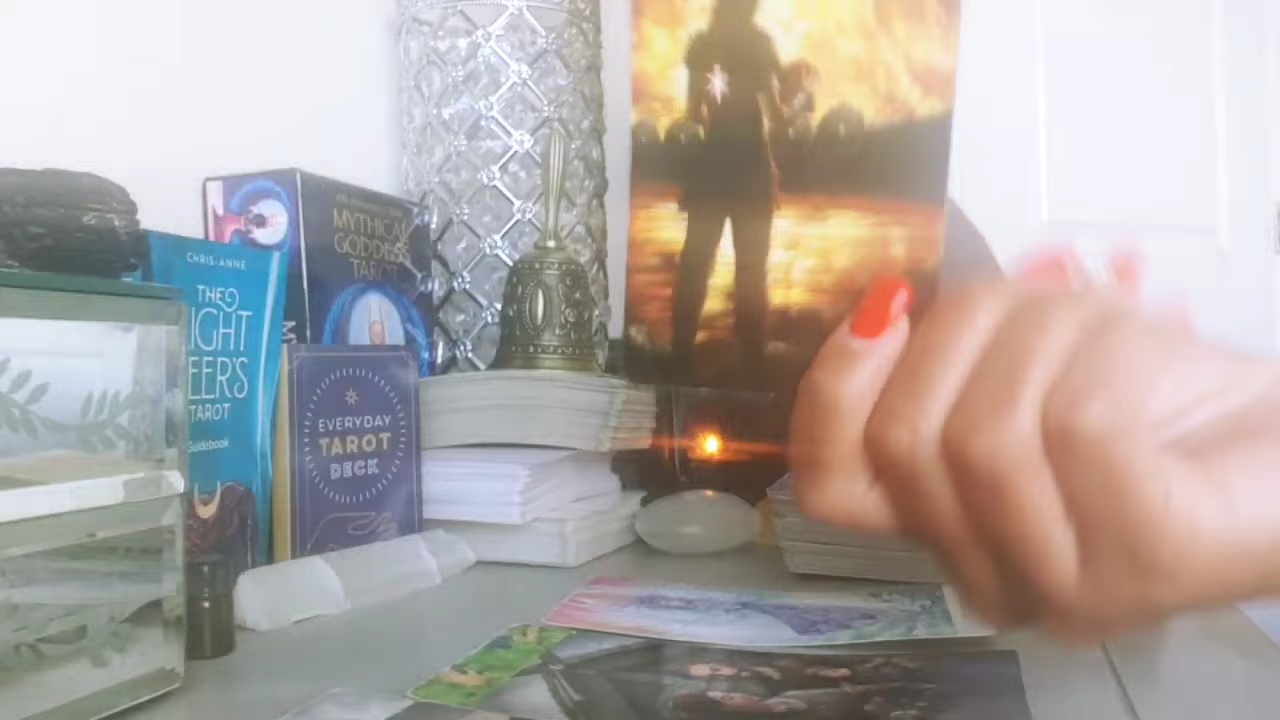 CHRIS-ANNE
THE
IGHT
EER'S
TAROT
Guidebook
MYTHICAL
GODDESS
TAROT
EVERYDAY
TAROT
DECK